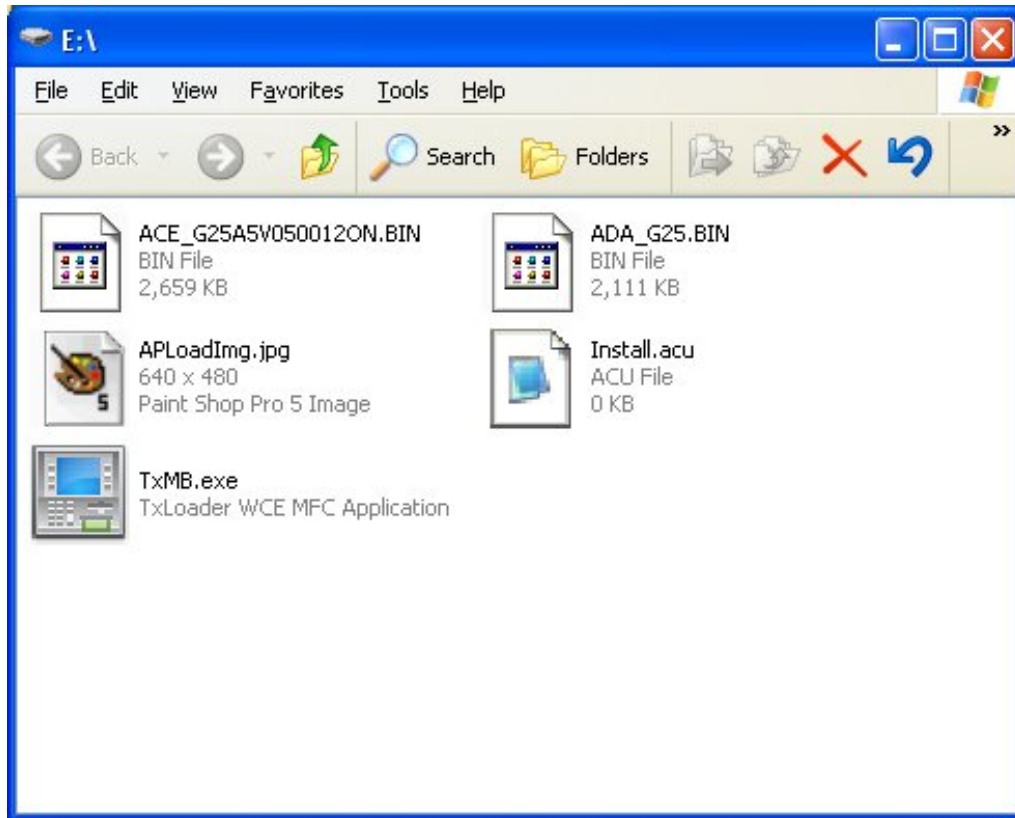 E:\
File Edit View Favorites Tools Help
Back Search Folders »
ACE_G25A5V050012ON.BIN
BIN File
2,659 KB
ADA_G25.BIN
BIN File
2,111 KB
APLoadImg.jpg
640 x 480
Paint Shop Pro 5 Image
5
Install.acu
ACU File
0 KB
TxMB.exe
TxLoader WCE MFC Application